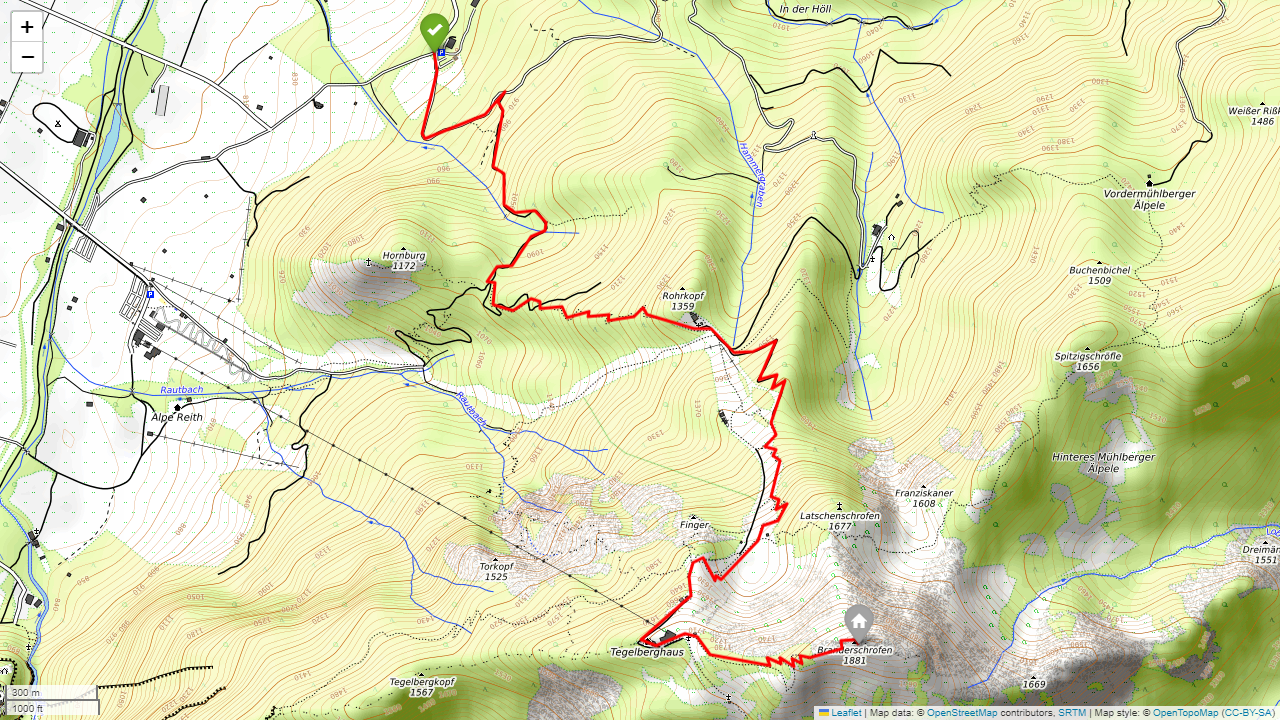 +
−
In der Höll
Hammergraben
Weißer Riß
1486
Vordermühlberger
Älpele
Hornburg
1172
Buchenbichel
1509
Rohrkopf
1359
Spitzigschröfle
1656
Rautbach
Alpe Reith
Rautbach
Hinteres Mühlberger
Älpele
Franziskaner
1608
Latschenschrofen
1677
Finger
Torkopf
1525
Dreimä
1551
Tegelberghaus
Branderschrofen
1881
Tegelbergkopf
1567
1669
300 m
1000 ft
Leaflet | Map data: © OpenStreetMap contributors, SRTM | Map style: © OpenTopoMap (CC-BY-SA)